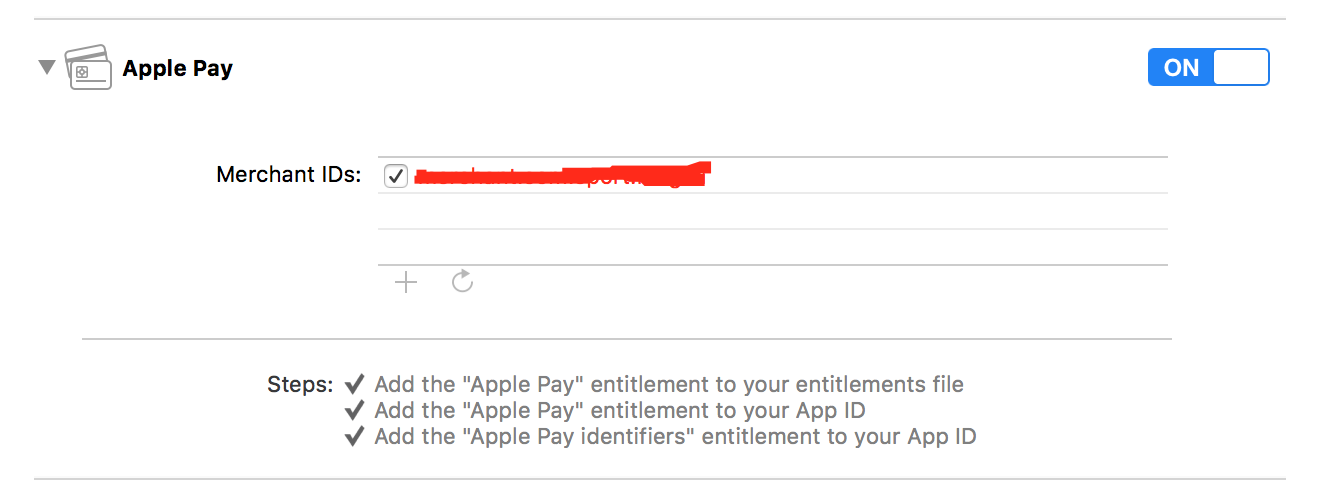 Apple Pay
ON
Merchant IDs:
Steps: Add the "Apple Pay" entitlement to your entitlements file
Add the "Apple Pay" entitlement to your App ID
Add the "Apple Pay identifiers" entitlement to your App ID